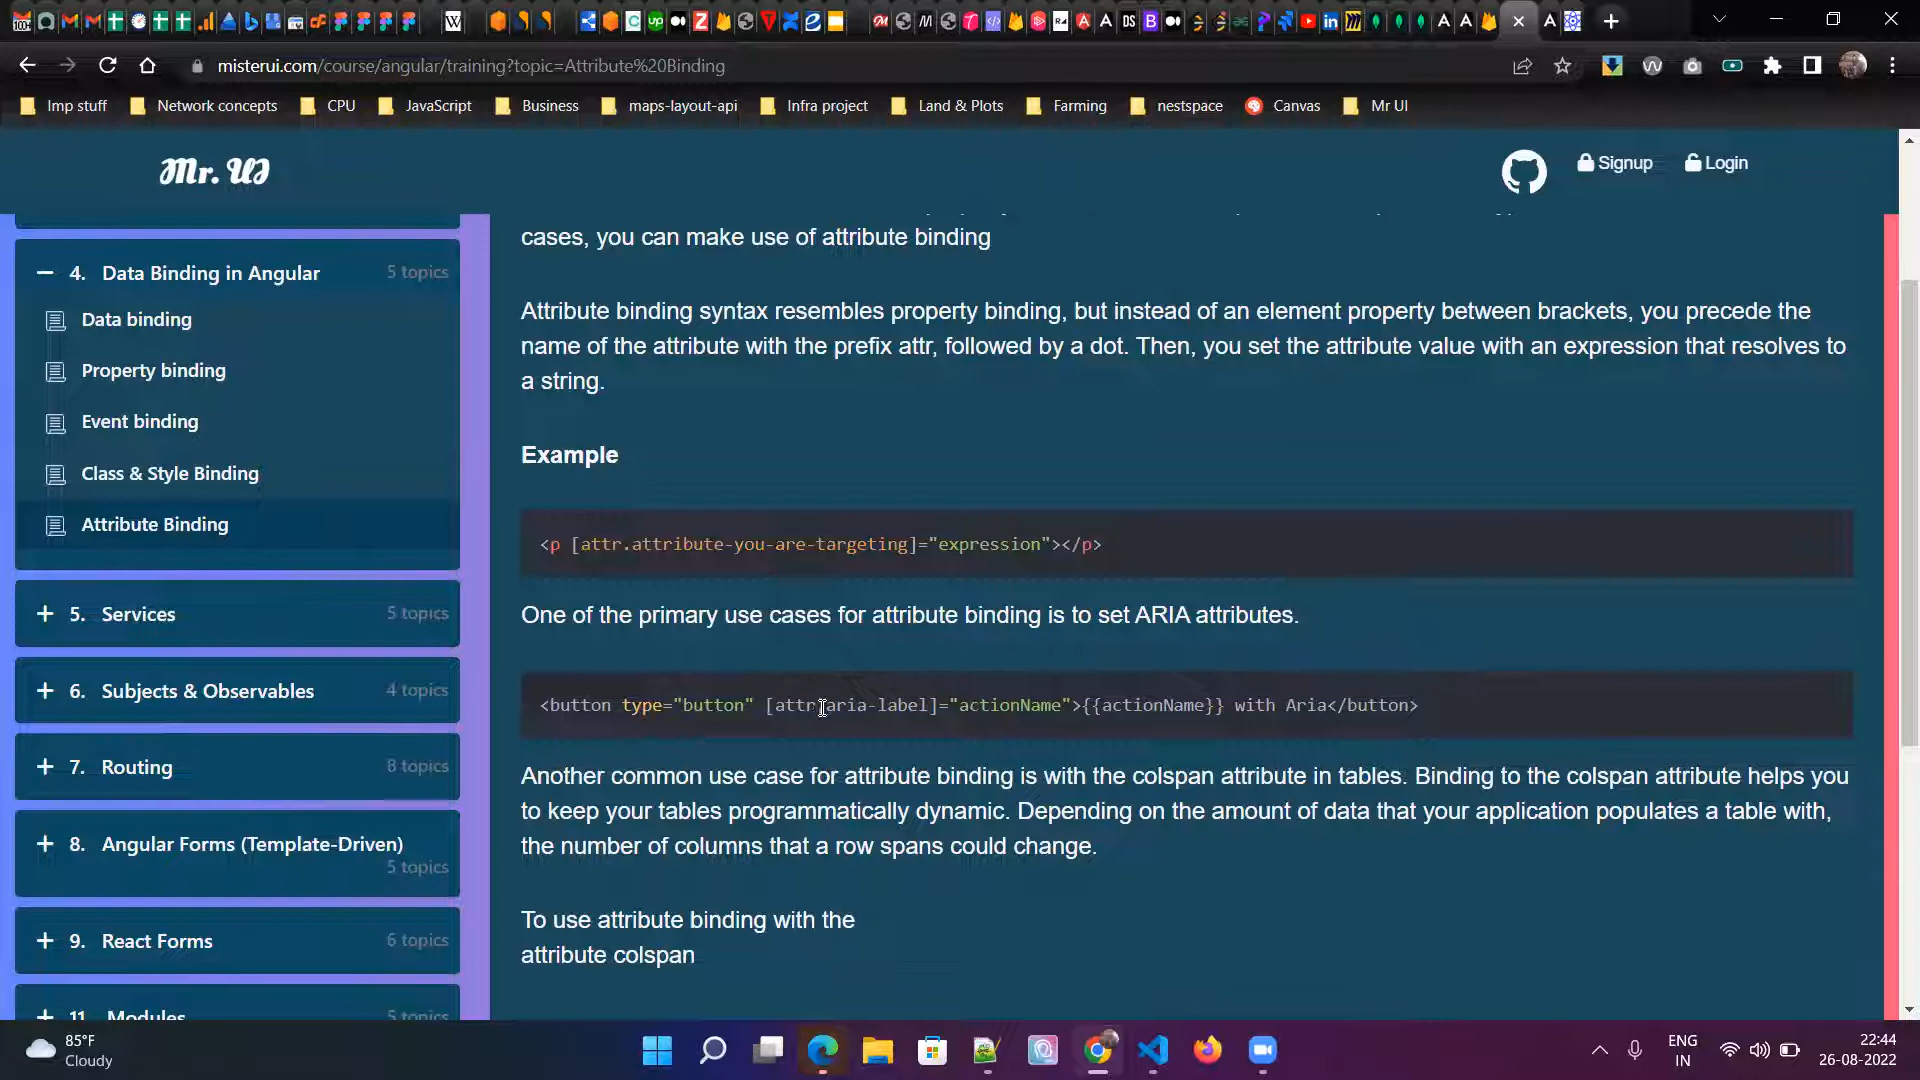 misterui.com/course/angular/training?topic=Attribute%20Binding
Imp stuff
Network concepts
CPU
JavaScript
Business
maps-layout-api
Infra project
Land & Plots
Farming
nestspace
Canvas
Mr UI
Mr. UI
Signup
Login
4. Data Binding in Angular 5 topics
Data binding
Property binding
Event binding
Class & Style Binding
Attribute Binding
5. Services 5 topics
6. Subjects & Observables 4 topics
7. Routing 8 topics
8. Angular Forms (Template-Driven)
5 topics
9. React Forms 6 topics
11. Modules 5 topics
cases, you can make use of attribute binding
Attribute binding syntax resembles property binding, but instead of an element property between brackets, you precede the
name of the attribute with the prefix attr, followed by a dot. Then, you set the attribute value with an expression that resolves to
a string.
Example
<p [attr.attribute-you-are-targeting]="expression"></p>
One of the primary use cases for attribute binding is to set ARIA attributes.
<button type="button" [attr.aria-label]="actionName">{{actionName}} with Aria</button>
Another common use case for attribute binding is with the colspan attribute in tables. Binding to the colspan attribute helps you
to keep your tables programmatically dynamic. Depending on the amount of data that your application populates a table with,
the number of columns that a row spans could change.
To use attribute binding with the
attribute colspan
85°F
Cloudy
ENG
IN
22:44
26-08-2022